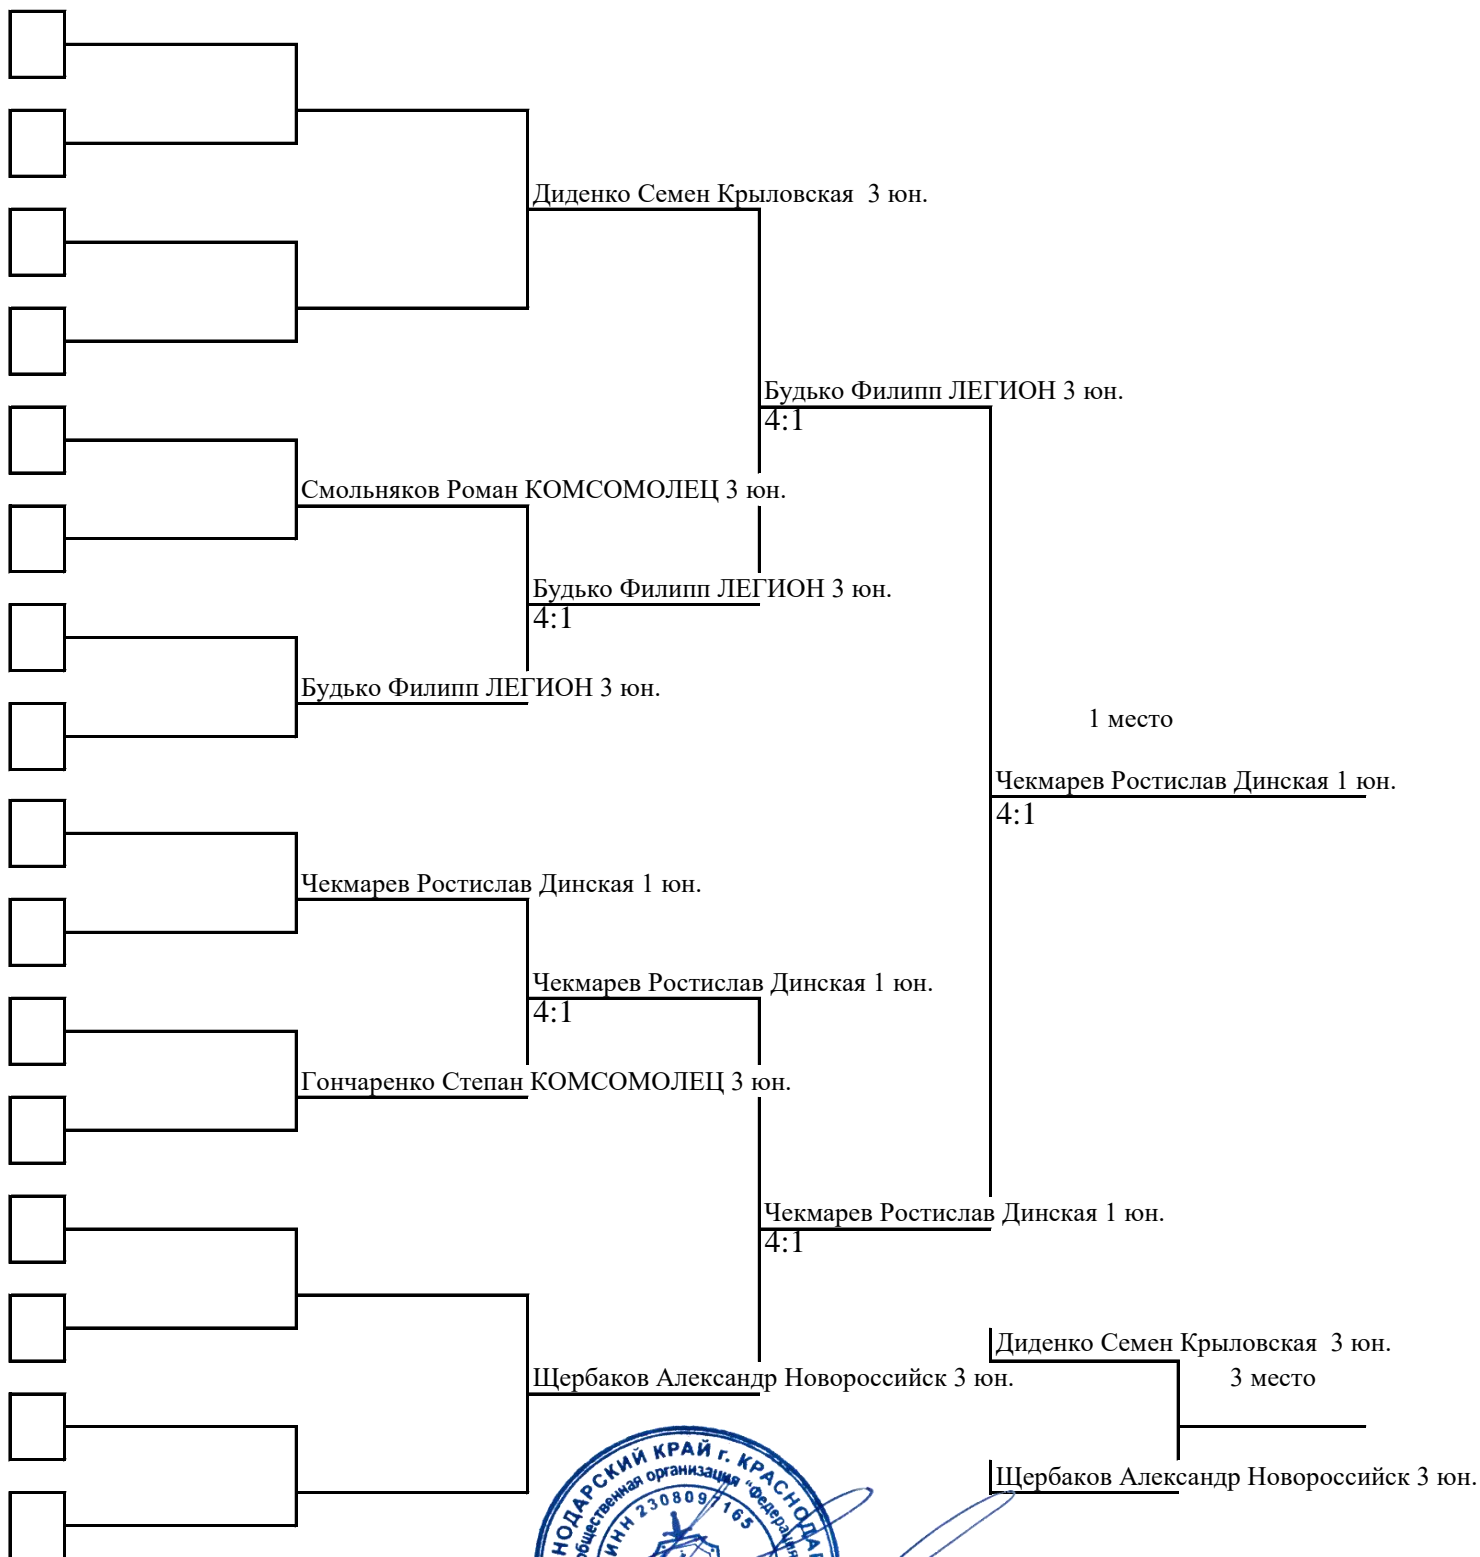 Диденко Семен Крыловская 3 юн.
Будько Филипп ЛЕГИОН 3 юн.
4:1
Смольняков Роман КОМСОМОЛЕЦ 3 юн.
Будько Филипп ЛЕГИОН 3 юн.
4:1
Будько Филипп ЛЕГИОН 3 юн.
1 место
Чекмарев Ростислав Динская 1 юн.
4:1
Чекмарев Ростислав Динская 1 юн.
Чекмарев Ростислав Динская 1 юн.
4:1
Гончаренко Степан КОМСОМОЛЕЦ 3 юн.
Чекмарев Ростислав Динская 1 юн.
4:1
Диденко Семен Крыловская 3 юн.
Щербаков Александр Новороссийск 3 юн.
3 место
Щербаков Александр Новороссийск 3 юн.
НОДАРСКИЙ КРАЙ г. КРАСНОДАР
общественная организация "Федерация
ИНН 2308097165